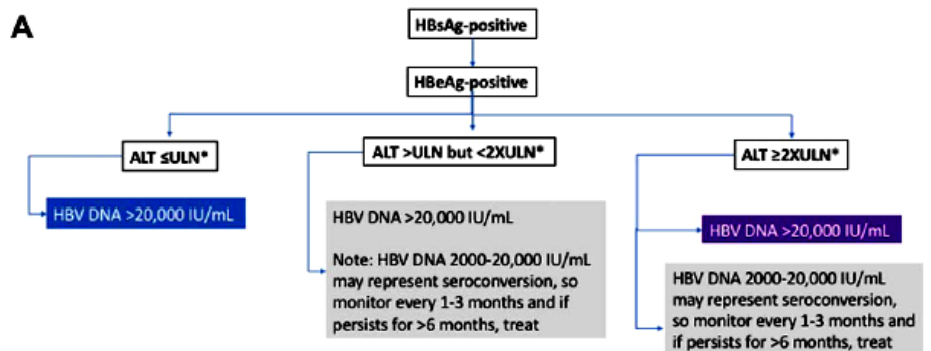 A
HBsAg-positive
HBeAg-positive
ALT ≤ULN*
ALT >ULN but <2XULN*
ALT ≥2XULN*
HBV DNA >20,000 IU/mL
HBV DNA >20,000 IU/mL
Note: HBV DNA 2000-20,000 IU/mL
may represent seroconversion, so
monitor every 1-3 months and if
persists for >6 months, treat
HBV DNA >20,000 IU/mL
HBV DNA 2000-20,000 IU/mL
may represent seroconversion,
so monitor every 1-3 months and
if persists for >6 months, treat